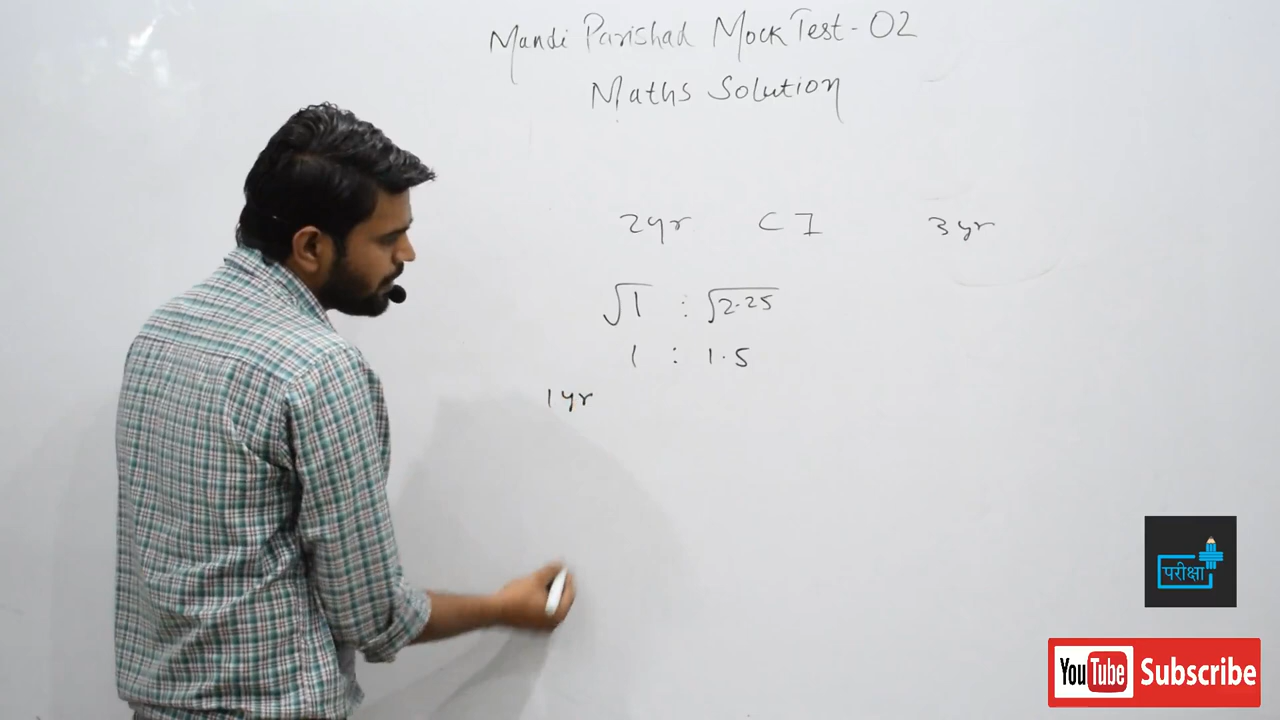 Mandi Parishad Mock Test - 02
Maths Solution
2yr CI 3yr
√1 : √2.25
1 : 1.5
1yr
परीक्षा
YouTube Subscribe